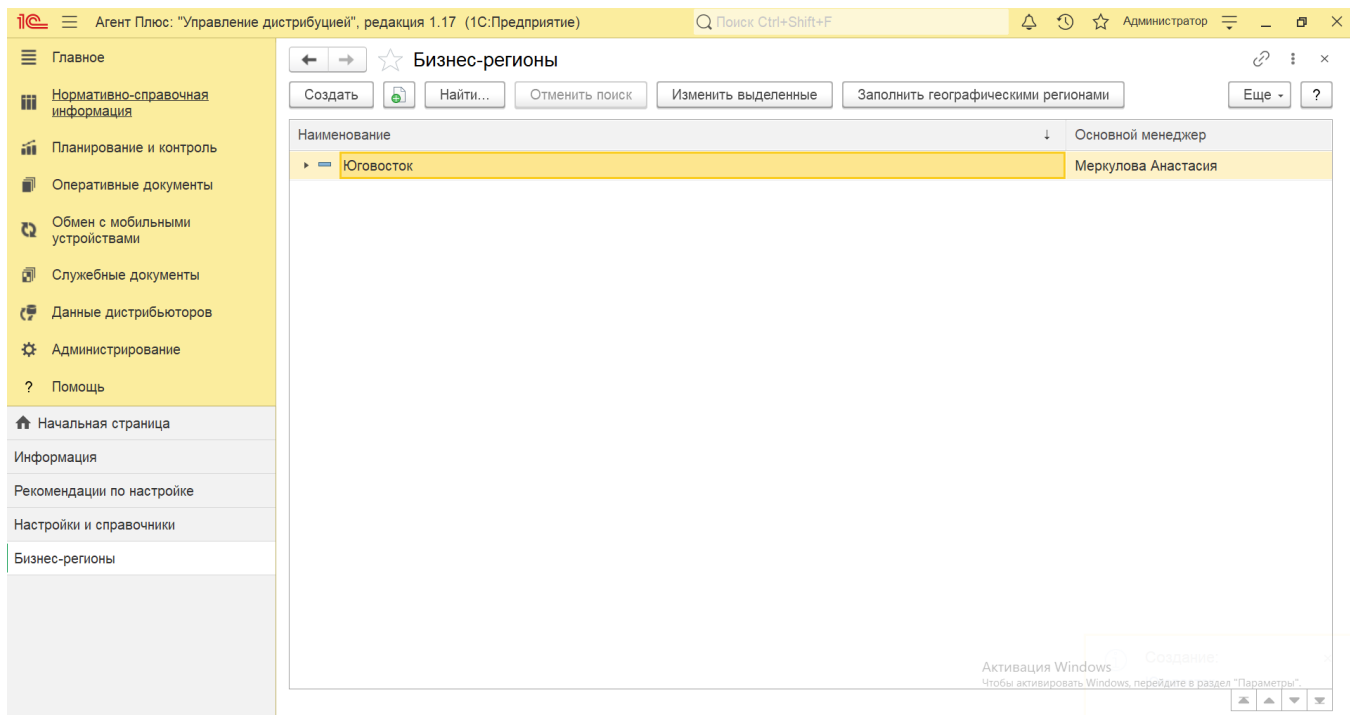 1С Агент Плюс: "Управление дистрибуцией", редакция 1.17 (1С:Предприятие) Поиск Ctrl+Shift+F Администратор
Главное
Нормативно-справочная
информация
Планирование и контроль
Оперативные документы
Обмен с мобильными
устройствами
Служебные документы
Данные дистрибьюторов
Администрирование
? Помощь
Начальная страница
Информация
Рекомендации по настройке
Настройки и справочники
Бизнес-регионы
Бизнес-регионы
Создать Найти... Отменить поиск Изменить выделенные Заполнить географическими регионами Еще ?
Наименование ↓ Основной менеджер
Юговосток Меркулова Анастасия
Создание:
Активация Windows
Чтобы активировать Windows, перейдите в раздел "Параметры".